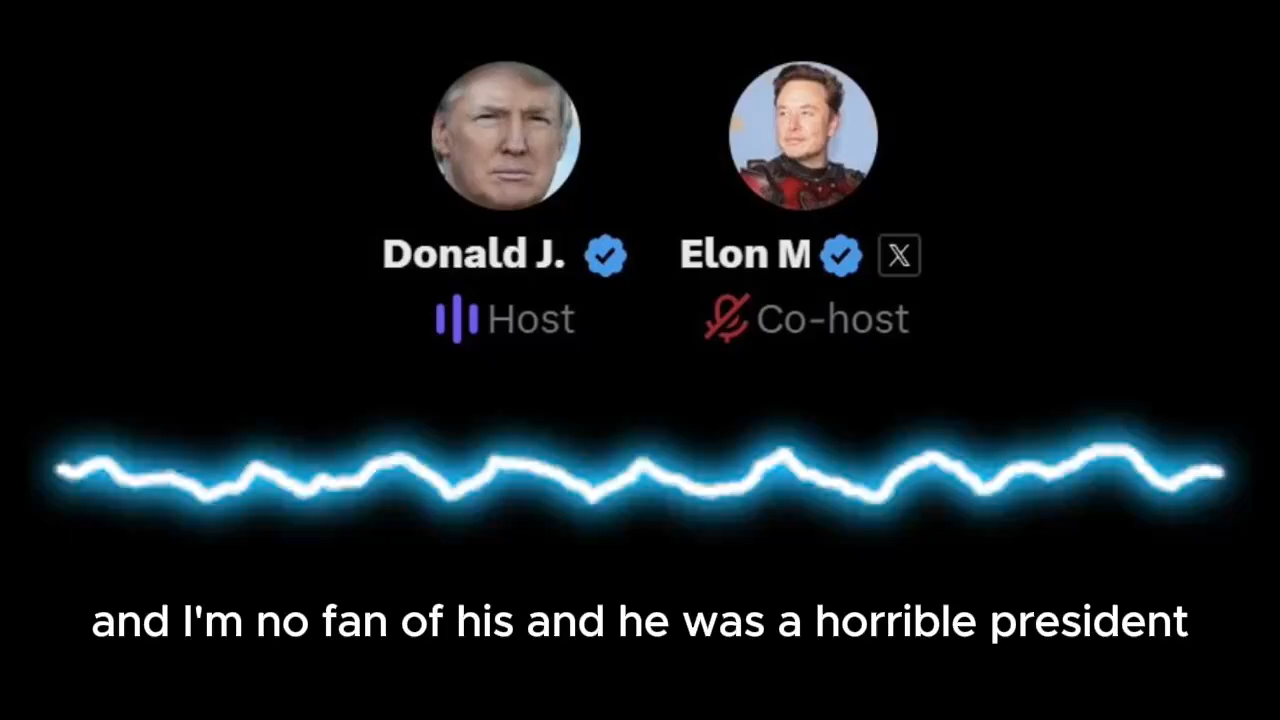 Donald J. Elon M X
Host Co-host
and I'm no fan of his and he was a horrible president